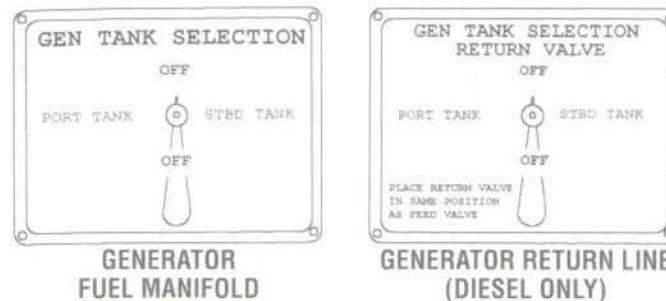 GEN TANK SELECTION
OFF
PORT TANK STBD TANK
OFF
GENERATOR
FUEL MANIFOLD
GEN TANK SELECTION
RETURN VALVE
OFF
PORT TANK STBD TANK
OFF
PLACE RETURN VALVE
IN SAME POSITION
AS FEED VALVE
GENERATOR RETURN LINE
(DIESEL ONLY)